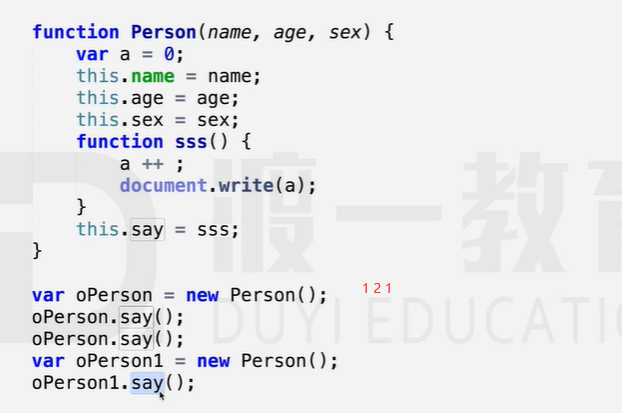 function Person(name, age, sex) {
    var a = 0;
    this.name = name;
    this.age = age;
    this.sex = sex;
    function sss() {
        a ++ ;
        document.write(a);
    }
    this.say = sss;
}
渡一教育
var oPerson = new Person(); 1 2 1
oPerson.say();
DUYI EDUCATI
oPerson.say();
var oPerson1 = new Person();
oPerson1.say();